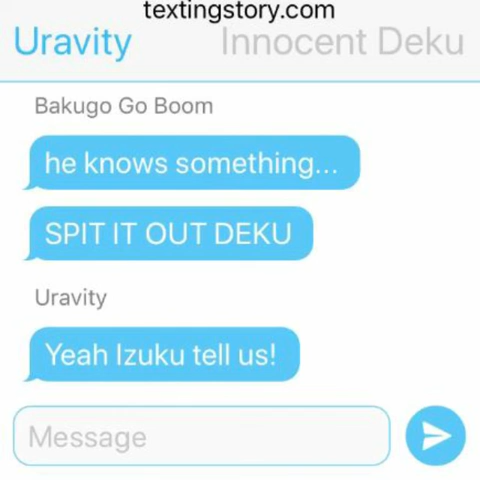 textingstory.com
Uravity Innocent Deku
Bakugo Go Boom
he knows something...
SPIT IT OUT DEKU
Uravity
Yeah Izuku tell us!
Message